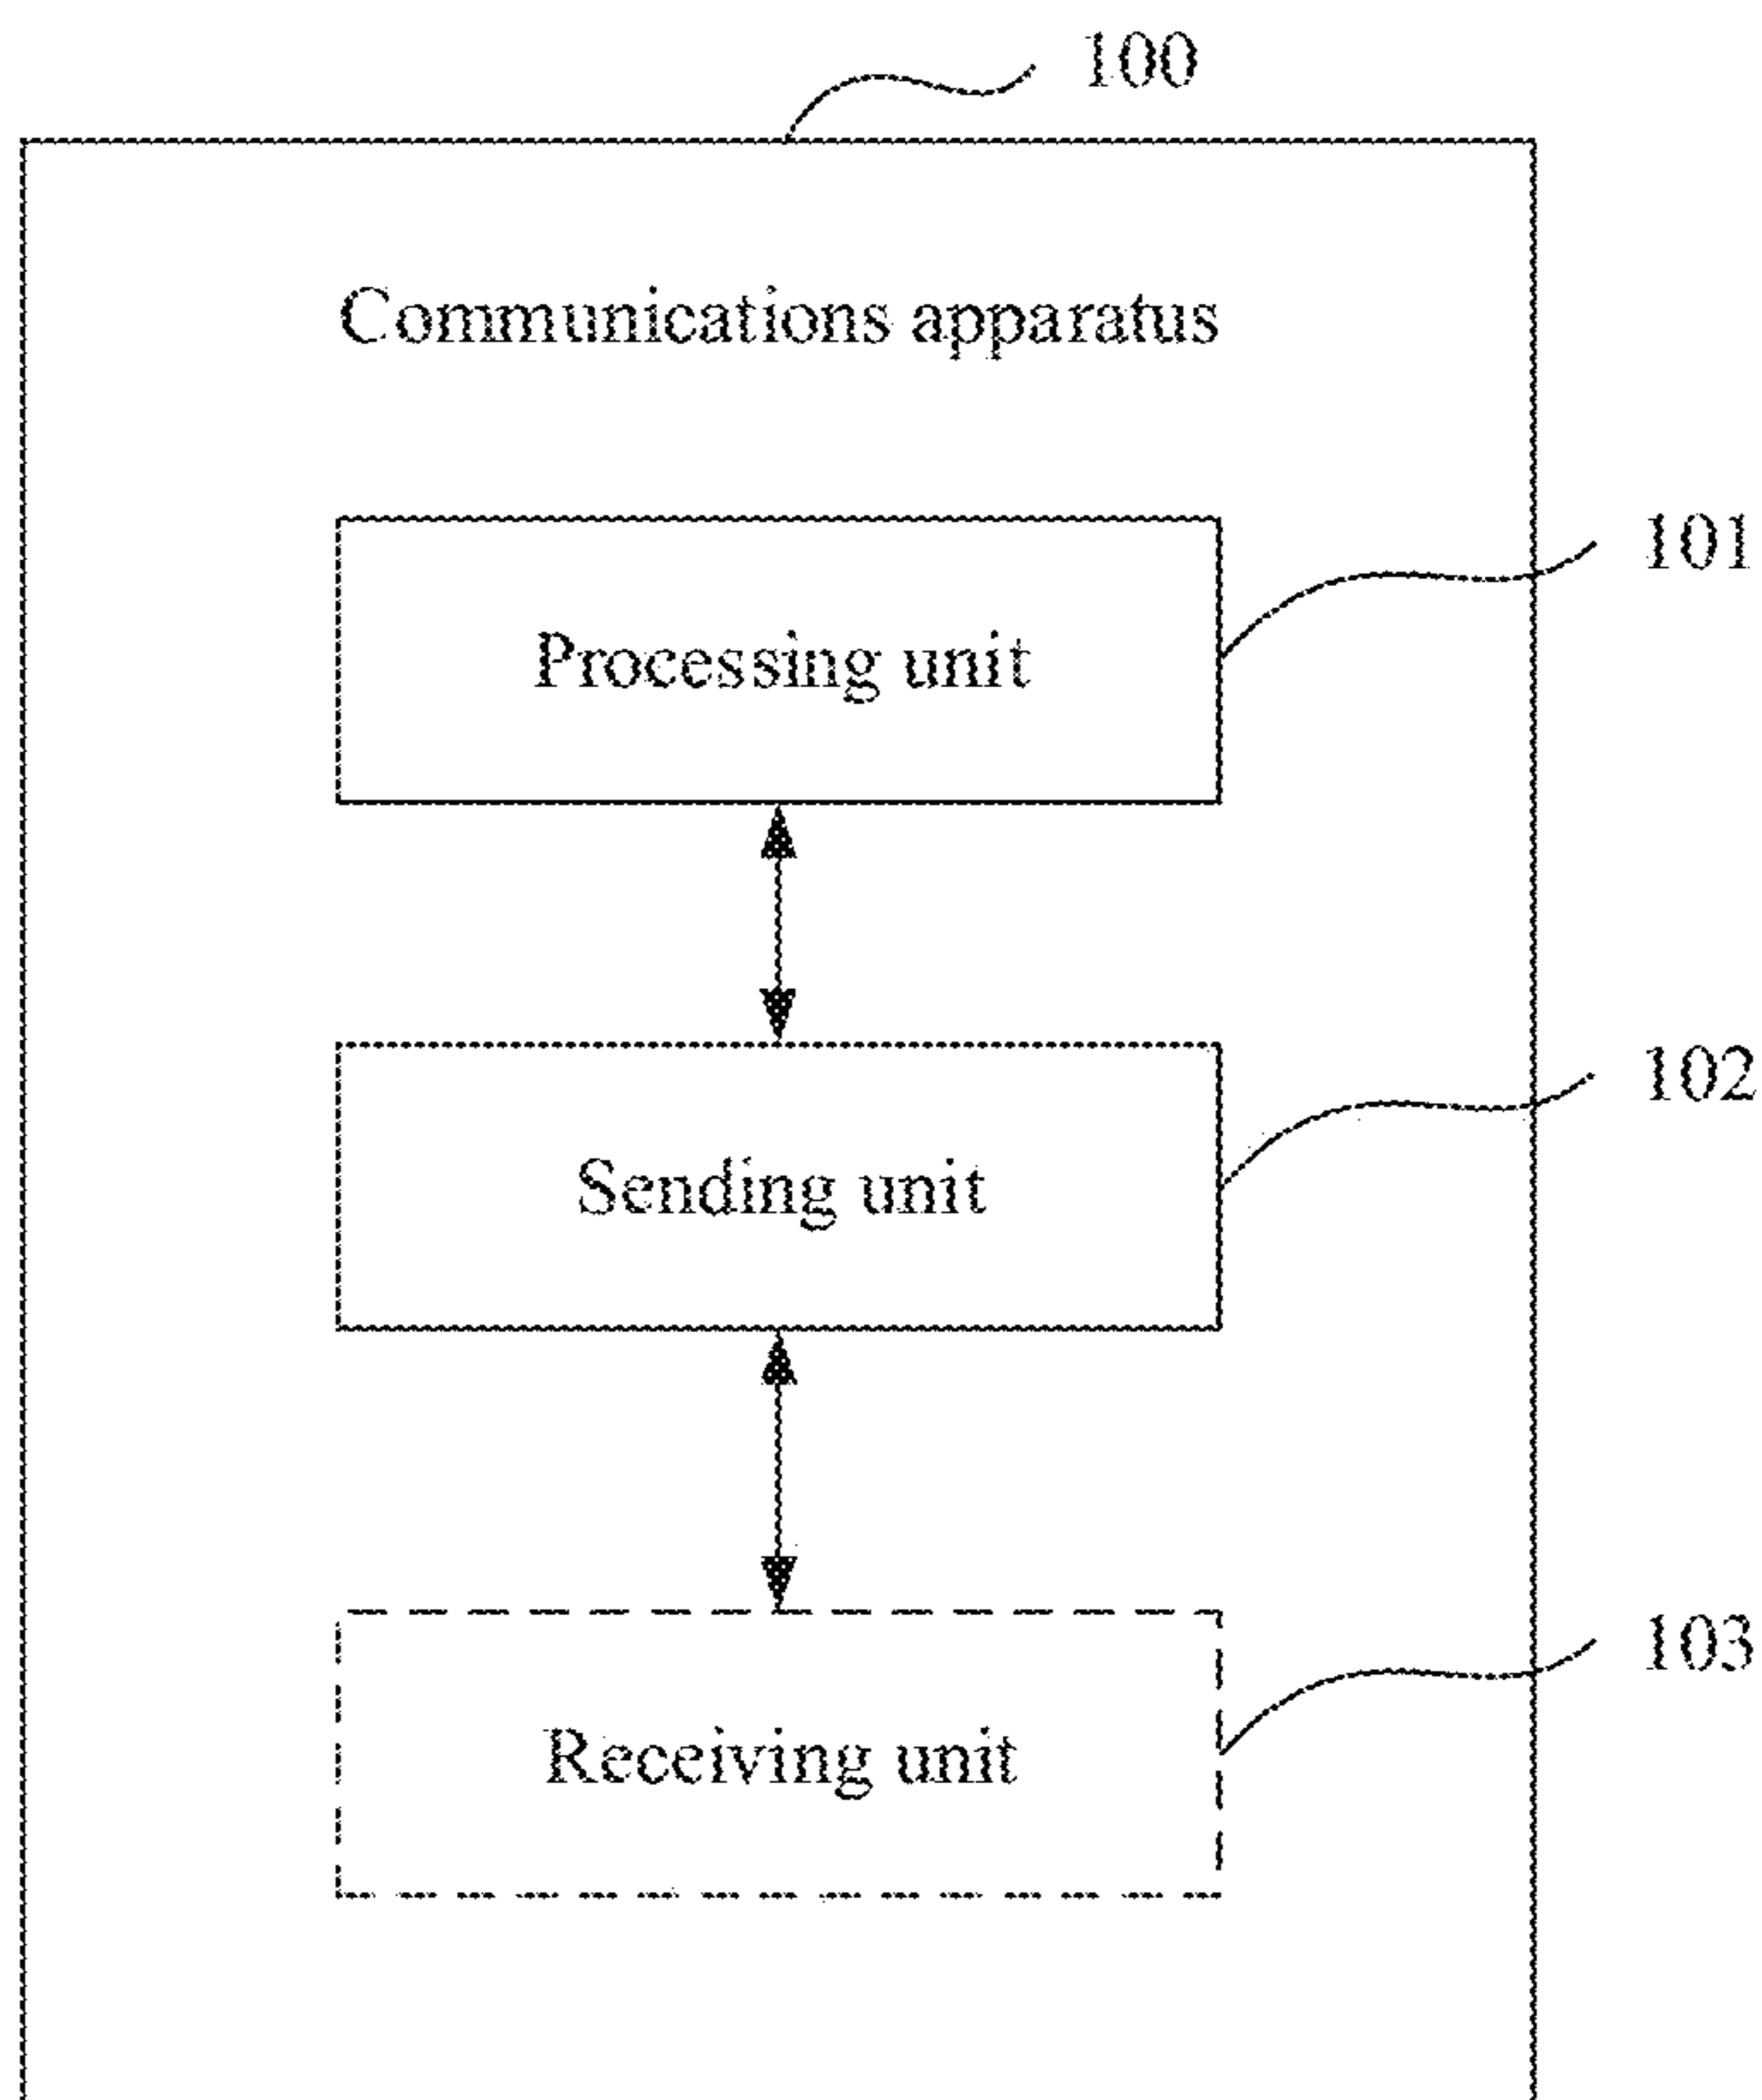 100
Communications apparatus
101
Processing unit
102
Sending unit
103
Receiving unit